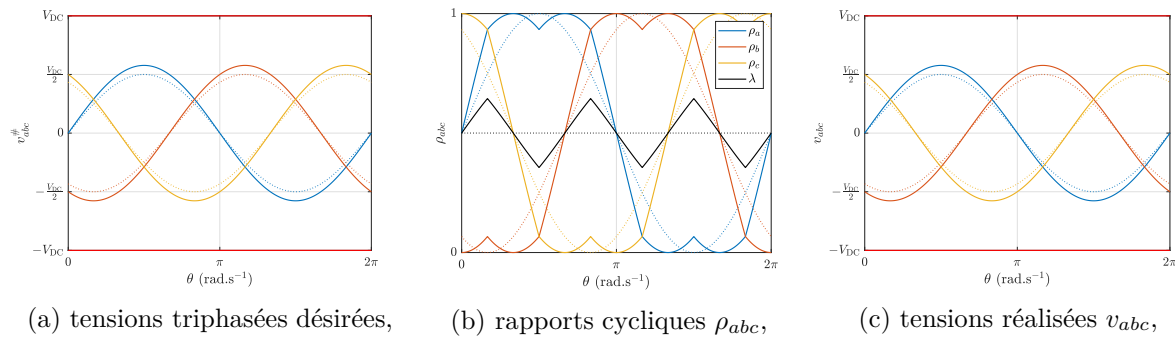 V_DC
V_DC/2
0
−V_DC/2
−V_DC
v^#_abc
0
π
2π
θ (rad.s⁻¹)
(a) tensions triphasées désirées,
1
0
ρ_abc
ρ_a
ρ_b
ρ_c
λ
0
π
2π
θ (rad.s⁻¹)
(b) rapports cycliques ρ_abc,
V_DC
V_DC/2
0
−V_DC/2
−V_DC
v_abc
0
π
2π
θ (rad.s⁻¹)
(c) tensions réalisées v_abc,